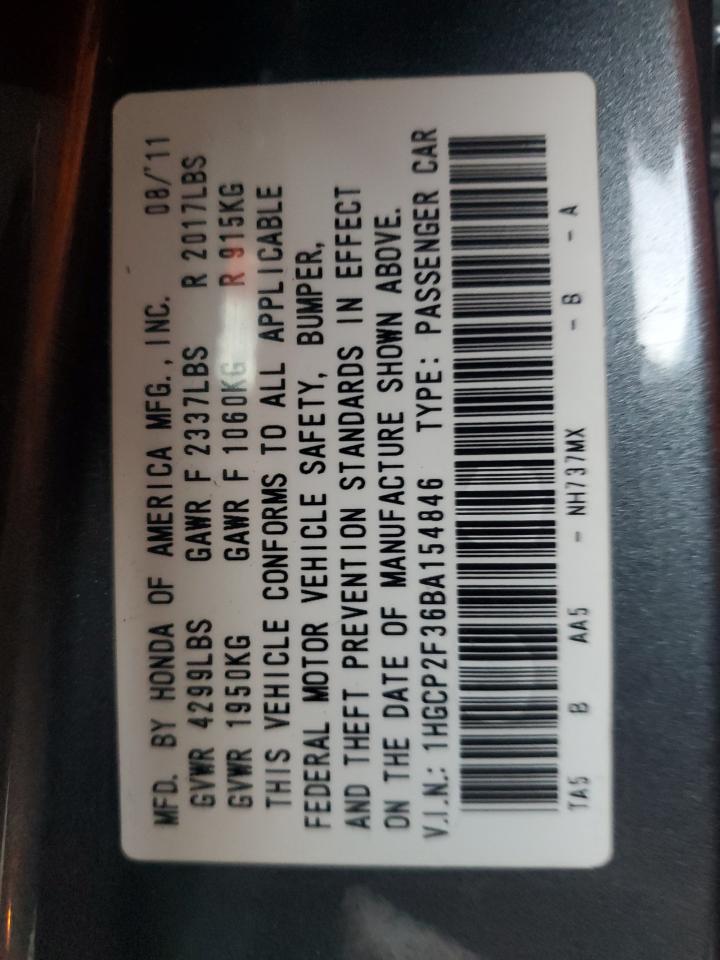 MFD. BY HONDA OF AMERICA MFG., INC. 08/'11
GVWR 4299LBS GAWR F 2337LBS R 2017LBS
GVWR 1950KG GAWR F 1060KG R 915KG
THIS VEHICLE CONFORMS TO ALL APPLICABLE
FEDERAL MOTOR VEHICLE SAFETY, BUMPER,
AND THEFT PREVENTION STANDARDS IN EFFECT
ON THE DATE OF MANUFACTURE SHOWN ABOVE.
V.I.N.: 1HGCP2F36BA154846 TYPE: PASSENGER CAR
TA5 B AA5 - NH737MX - B - A